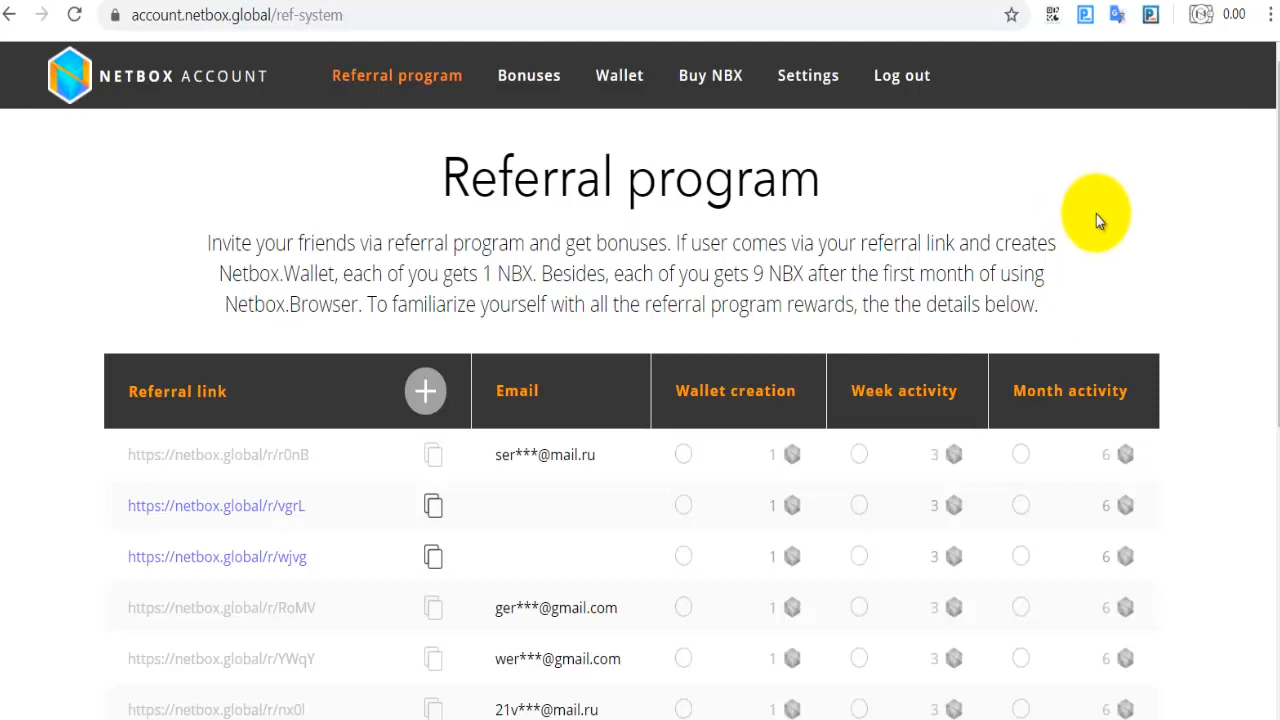 account.netbox.global/ref-system
0.00
NETBOX ACCOUNT
Referral program
Bonuses
Wallet
Buy NBX
Settings
Log out
Referral program
Invite your friends via referral program and get bonuses. If user comes via your referral link and creates
Netbox.Wallet, each of you gets 1 NBX. Besides, each of you gets 9 NBX after the first month of using
Netbox.Browser. To familiarize yourself with all the referral program rewards, the the details below.
Referral link + Email Wallet creation Week activity Month activity
https://netbox.global/r/r0nB ser***@mail.ru 1 3 6
https://netbox.global/r/vgrL 1 3 6
https://netbox.global/r/wjvg 1 3 6
https://netbox.global/r/RoMV ger***@gmail.com 1 3 6
https://netbox.global/r/YWqY wer***@gmail.com 1 3 6
https://netbox.global/r/nx0l 21v***@mail.ru 1 3 6